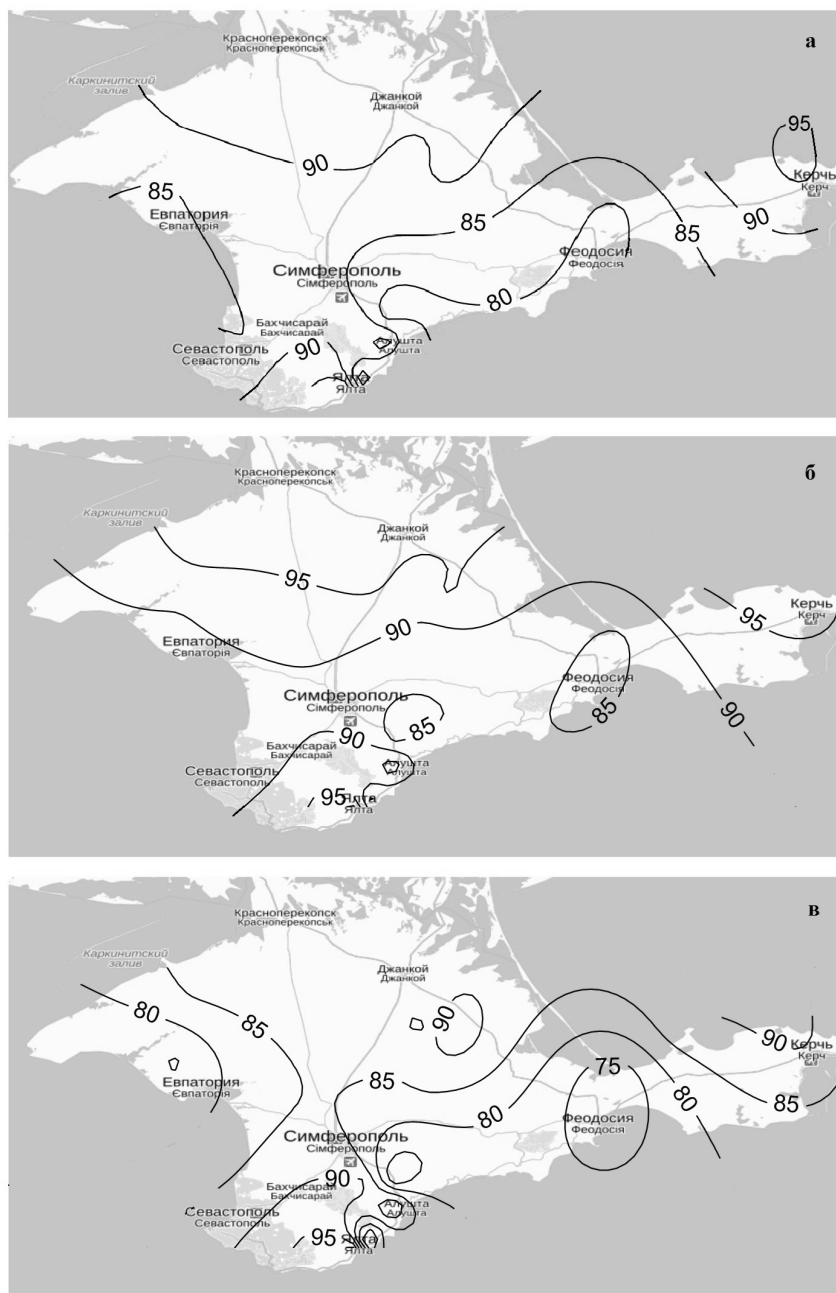 а
Красноперекопск
Красноперекопськ
Каркинитский
залив
Джанкой
Джанкой
95
90
Керчь
Керч
85
Евпатория
Євпаторія
85
90
85
Феодосия
Феодосія
Симферополь
Сімферополь
80
Бахчисарай
Бахчисарай
Севастополь
Севастополь
90
Алушта
Алушта
Ялта
Ялта
б
Красноперекопск
Красноперекопськ
Каркинитский
залив
Джанкой
Джанкой
95
95
Керчь
Керч
90
Евпатория
Євпаторія
Феодосия
Феодосія
Симферополь
Сімферополь
85
85
90
90
Бахчисарай
Бахчисарай
Севастополь
Севастополь
Алушта
Алушта
95
Ялта
Ялта
в
Красноперекопск
Красноперекопськ
Каркинитский
залив
Джанкой
Джанкой
80
85
90
90
Керчь
Керч
75
Евпатория
Євпаторія
85
80
80
85
Феодосия
Феодосія
Симферополь
Сімферополь
90
Бахчисарай
Бахчисарай
Севастополь
Севастополь
Алушта
Алушта
95
Ялта
Ялта